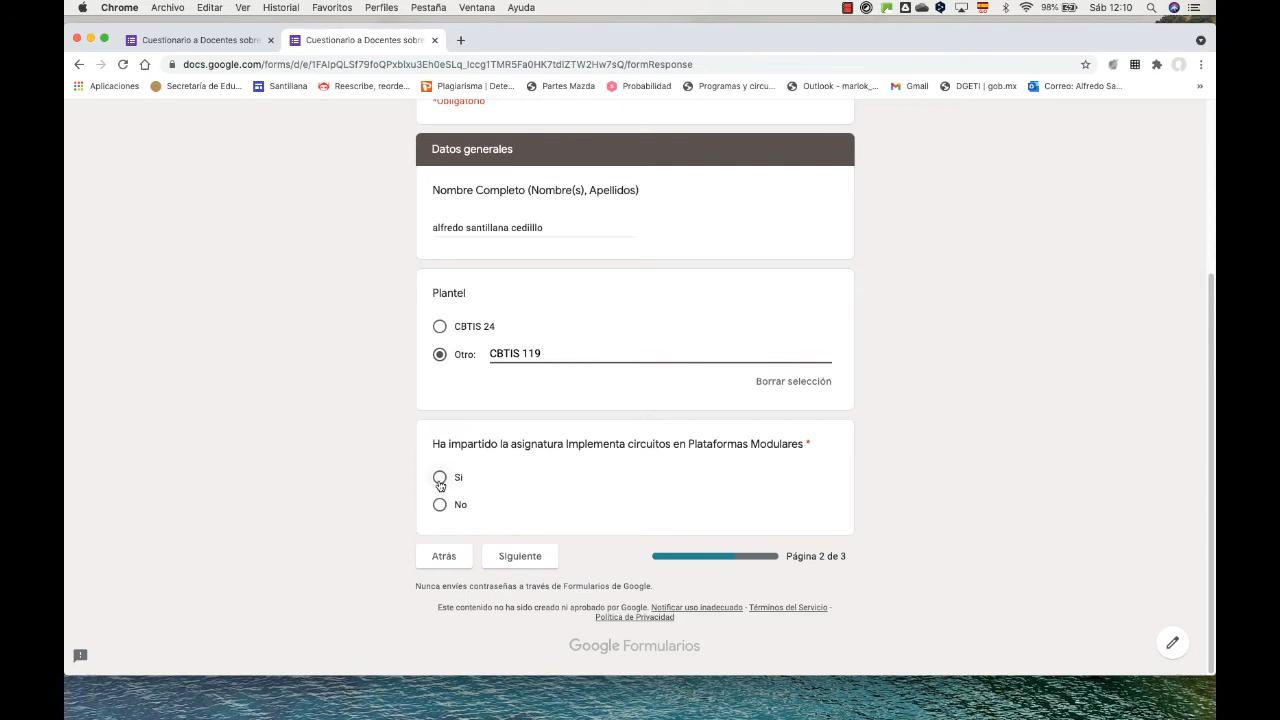 Chrome Archivo Editar Ver Historial Favoritos Perfiles Pestaña Ventana Ayuda 98% Sáb 12:10
Cuestionario a Docentes sobre × Cuestionario a Docentes sobre × +
docs.google.com/forms/d/e/ /formResponse
Aplicaciones Secretaría de Edu... Santillana Reescribe, reorde... Plagiarisma | Dete... Partes Mazda Probabilidad Programas y circu... Outlook - marlok_... Gmail DGETI | gob.mx Correo: Alfredo Sa... »
*Obligatorio
Datos generales
Nombre Completo (Nombre(s), Apellidos)
alfredo santillana cedilllo
Plantel
CBTIS 24
Otro: CBTIS 119
Borrar selección
Ha impartido la asignatura Implementa circuitos en Plataformas Modulares *
Si
No
Atrás Siguiente Página 2 de 3
Nunca envíes contraseñas a través de Formularios de Google.
Este contenido no ha sido creado ni aprobado por Google. Notificar uso inadecuado - Términos del Servicio -
Política de Privacidad
Google Formularios